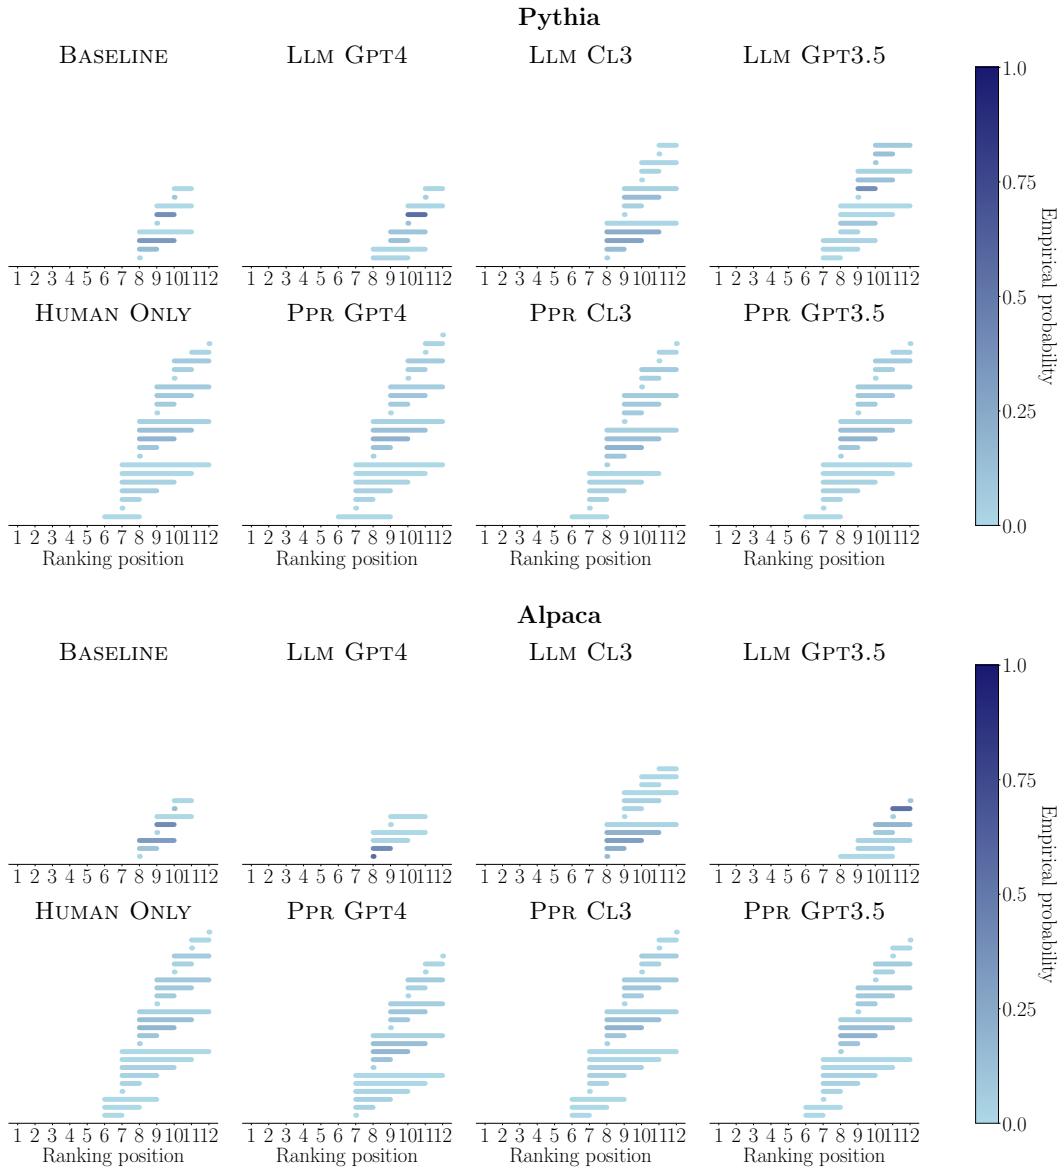 Pythia
BASELINE LLM GPT4 LLM CL3 LLM GPT3.5
1.0
0.75
0.5
0.25
0.0
Empirical probability
1 2 3 4 5 6 7 8 9 10 11 12 1 2 3 4 5 6 7 8 9 10 11 12 1 2 3 4 5 6 7 8 9 10 11 12 1 2 3 4 5 6 7 8 9 10 11 12
HUMAN ONLY PPR GPT4 PPR CL3 PPR GPT3.5
1 2 3 4 5 6 7 8 9 10 11 12 1 2 3 4 5 6 7 8 9 10 11 12 1 2 3 4 5 6 7 8 9 10 11 12 1 2 3 4 5 6 7 8 9 10 11 12
Ranking position Ranking position Ranking position Ranking position
Alpaca
BASELINE LLM GPT4 LLM CL3 LLM GPT3.5
1.0
0.75
0.5
0.25
0.0
Empirical probability
1 2 3 4 5 6 7 8 9 10 11 12 1 2 3 4 5 6 7 8 9 10 11 12 1 2 3 4 5 6 7 8 9 10 11 12 1 2 3 4 5 6 7 8 9 10 11 12
HUMAN ONLY PPR GPT4 PPR CL3 PPR GPT3.5
1 2 3 4 5 6 7 8 9 10 11 12 1 2 3 4 5 6 7 8 9 10 11 12 1 2 3 4 5 6 7 8 9 10 11 12 1 2 3 4 5 6 7 8 9 10 11 12
Ranking position Ranking position Ranking position Ranking position